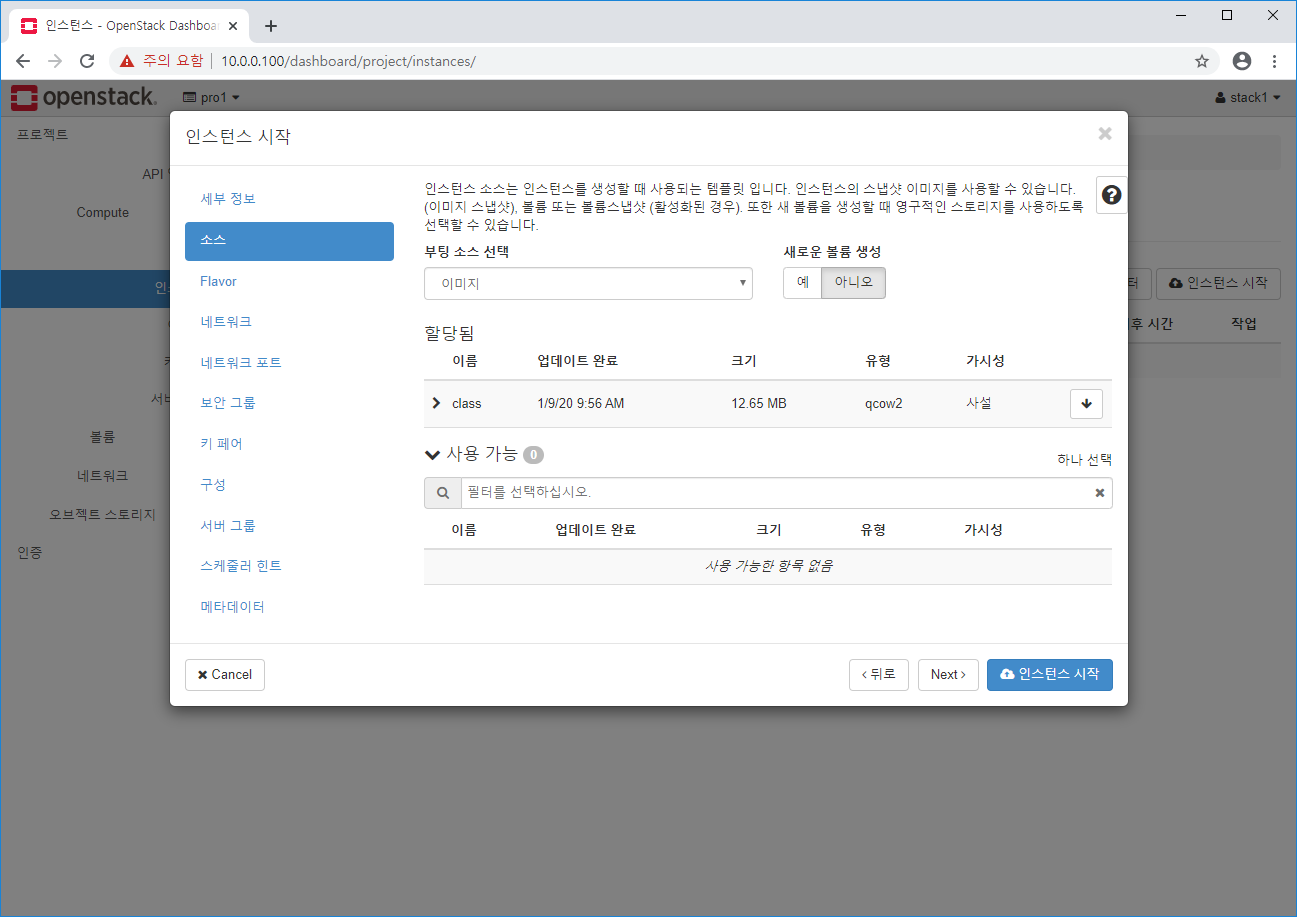 인스턴스 - OpenStack Dashboar
주의 요함 10.0.0.100/dashboard/project/instances/
openstack. pro1 stack1
프로젝트
API
Compute
볼륨
네트워크
오브젝트 스토리지
인증
인스턴스 시작
이후 시간 작업
인스턴스 시작
세부 정보
소스
Flavor
네트워크
네트워크 포트
보안 그룹
키 페어
구성
서버 그룹
스케줄러 힌트
메타데이터
인스턴스 소스는 인스턴스를 생성할 때 사용되는 템플릿 입니다. 인스턴스의 스냅샷 이미지를 사용할 수 있습니다.
(이미지 스냅샷), 볼륨 또는 볼륨스냅샷 (활성화된 경우). 또한 새 볼륨을 생성할 때 영구적인 스토리지를 사용하도록
선택할 수 있습니다.
부팅 소스 선택 새로운 볼륨 생성
이미지 예 아니오
할당됨
이름 업데이트 완료 크기 유형 가시성
class 1/9/20 9:56 AM 12.65 MB qcow2 사설
사용 가능 0 하나 선택
필터를 선택하십시오.
이름 업데이트 완료 크기 유형 가시성
사용 가능한 항목 없음
Cancel ‹ 뒤로 Next › 인스턴스 시작